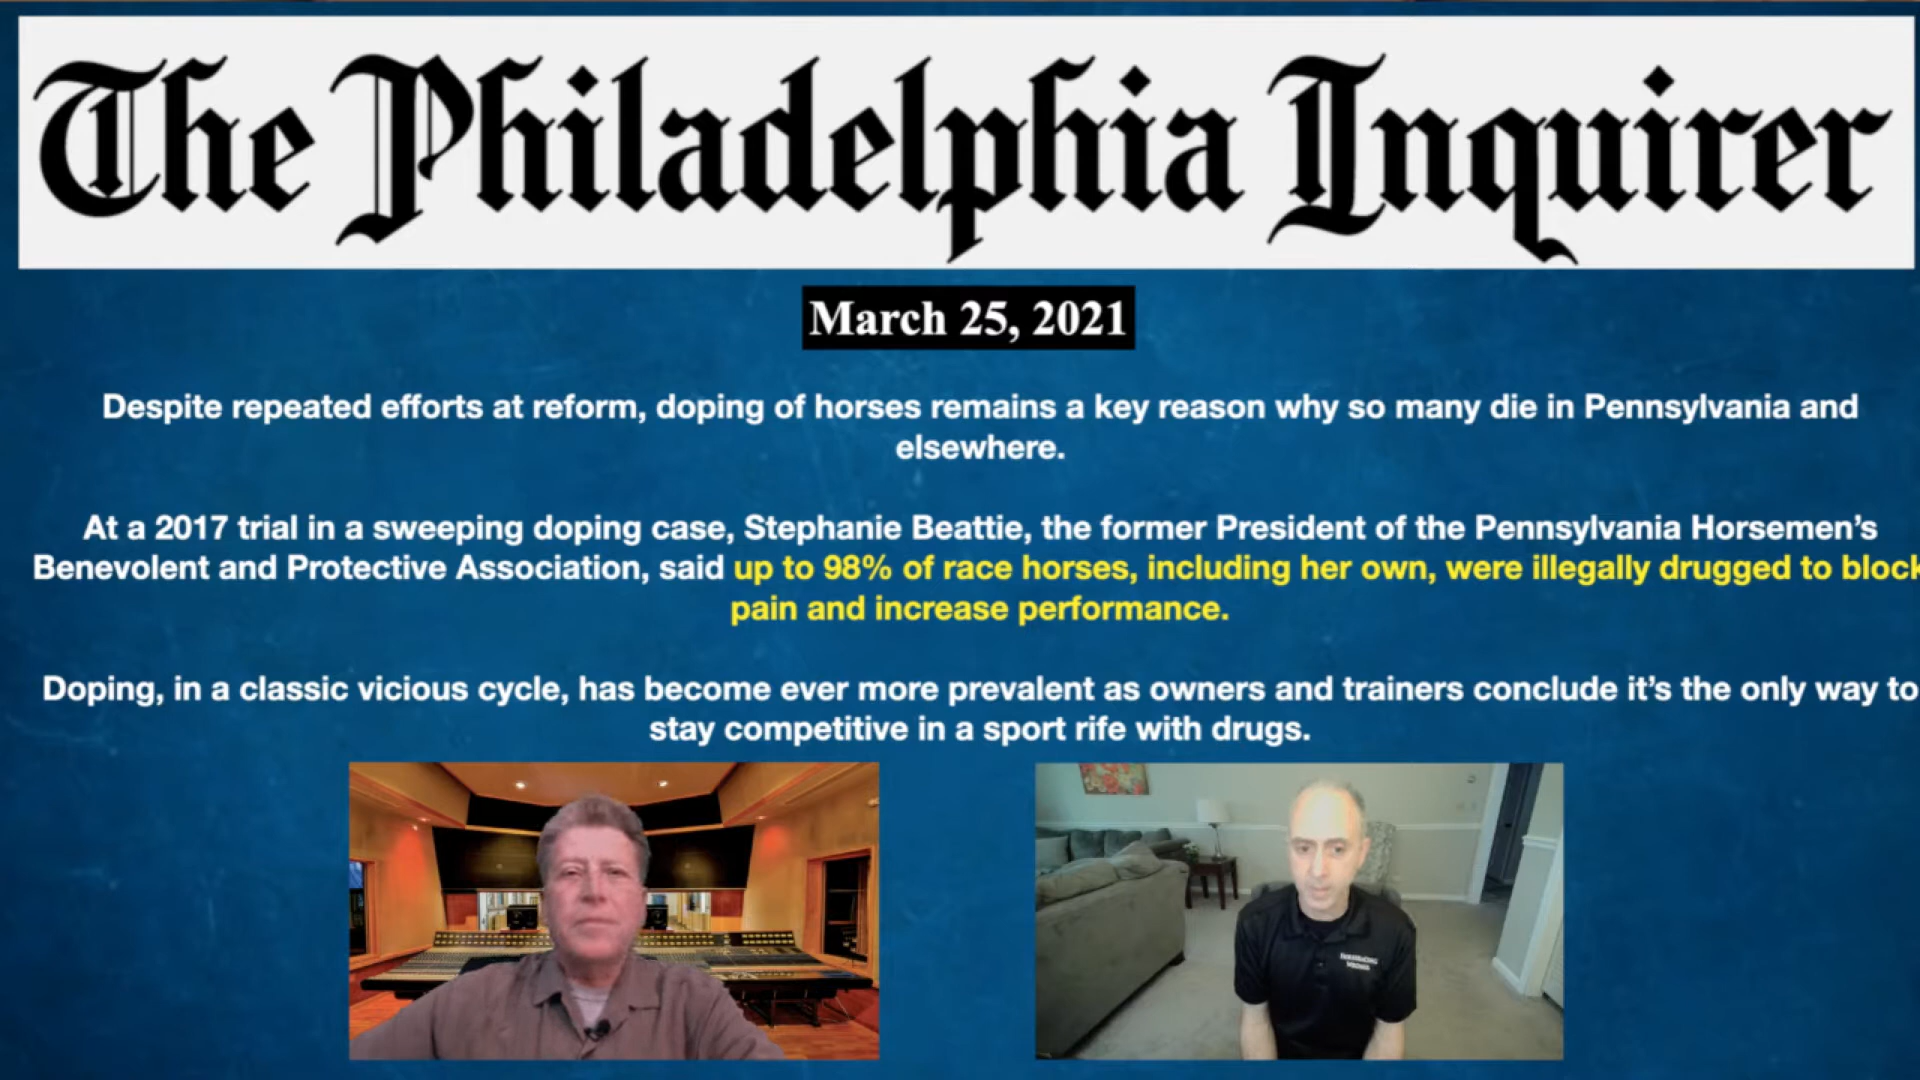 The Philadelphia Inquirer
March 25, 2021
Despite repeated efforts at reform, doping of horses remains a key reason why so many die in Pennsylvania and
elsewhere.
At a 2017 trial in a sweeping doping case, Stephanie Beattie, the former President of the Pennsylvania Horsemen's
Benevolent and Protective Association, said up to 98% of race horses, including her own, were illegally drugged to block
pain and increase performance.
Doping, in a classic vicious cycle, has become ever more prevalent as owners and trainers conclude it's the only way to
stay competitive in a sport rife with drugs.